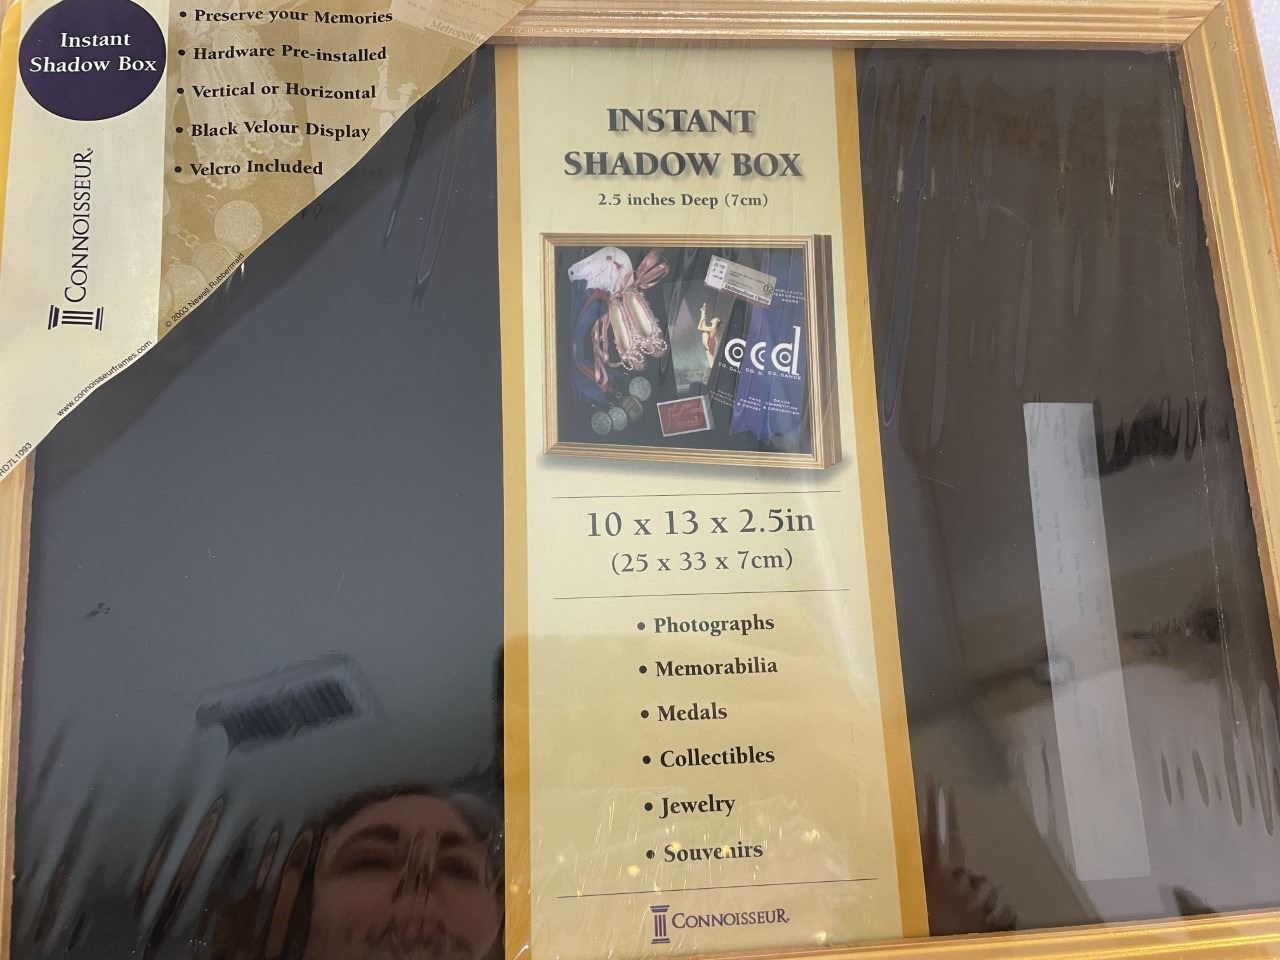 Instant
Shadow Box
• Preserve your Memories
• Hardware Pre-installed
• Vertical or Horizontal
• Black Velour Display
• Velcro Included
CONNOISSEUR®
© 2003 Newell Rubbermaid
www.connoisseurframes.com
INSTANT
SHADOW BOX
2.5 inches Deep (7cm)
10 x 13 x 2.5in
(25 x 33 x 7cm)
• Photographs
• Memorabilia
• Medals
• Collectibles
• Jewelry
• Souvenirs
CONNOISSEUR®